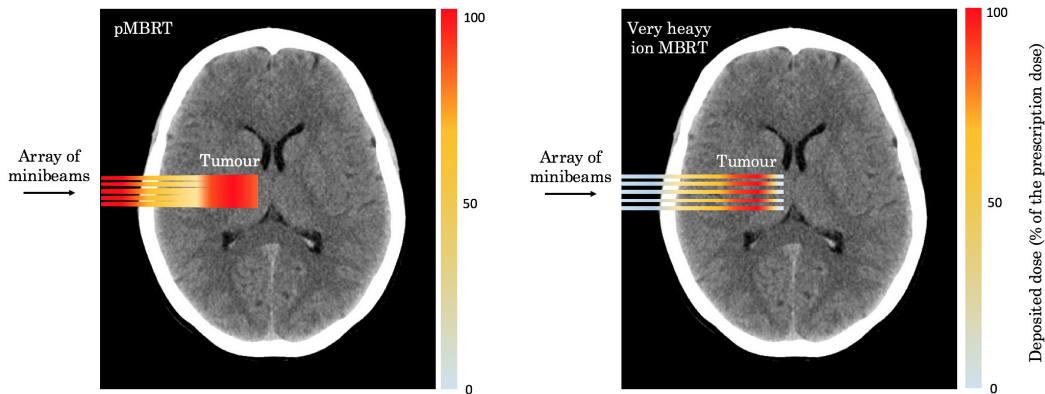 pMBRT
Tumour
Array of
minibeams
100
50
0
Very heayy
ion MBRT
Tumour
Array of
minibeams
100
50
0
Deposited dose (% of the prescription dose)